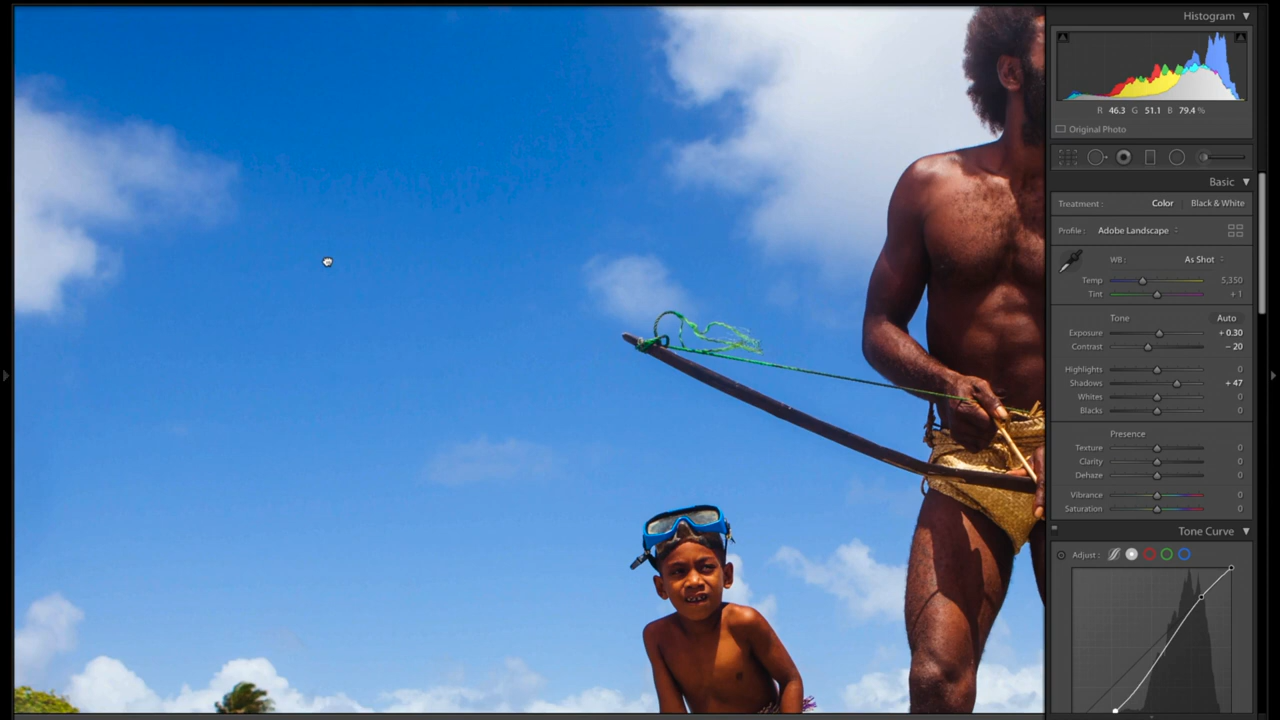 Histogram
R 46.3 G 51.1 B 79.4 %
Original Photo
Basic
Treatment : Color Black & White
Profile : Adobe Landscape
WB : As Shot
Temp 5,350
Tint + 1
Tone Auto
Exposure + 0.30
Contrast – 20
Highlights 0
Shadows + 47
Whites 0
Blacks 0
Presence
Texture 0
Clarity 0
Dehaze 0
Vibrance 0
Saturation 0
Tone Curve
Adjust :